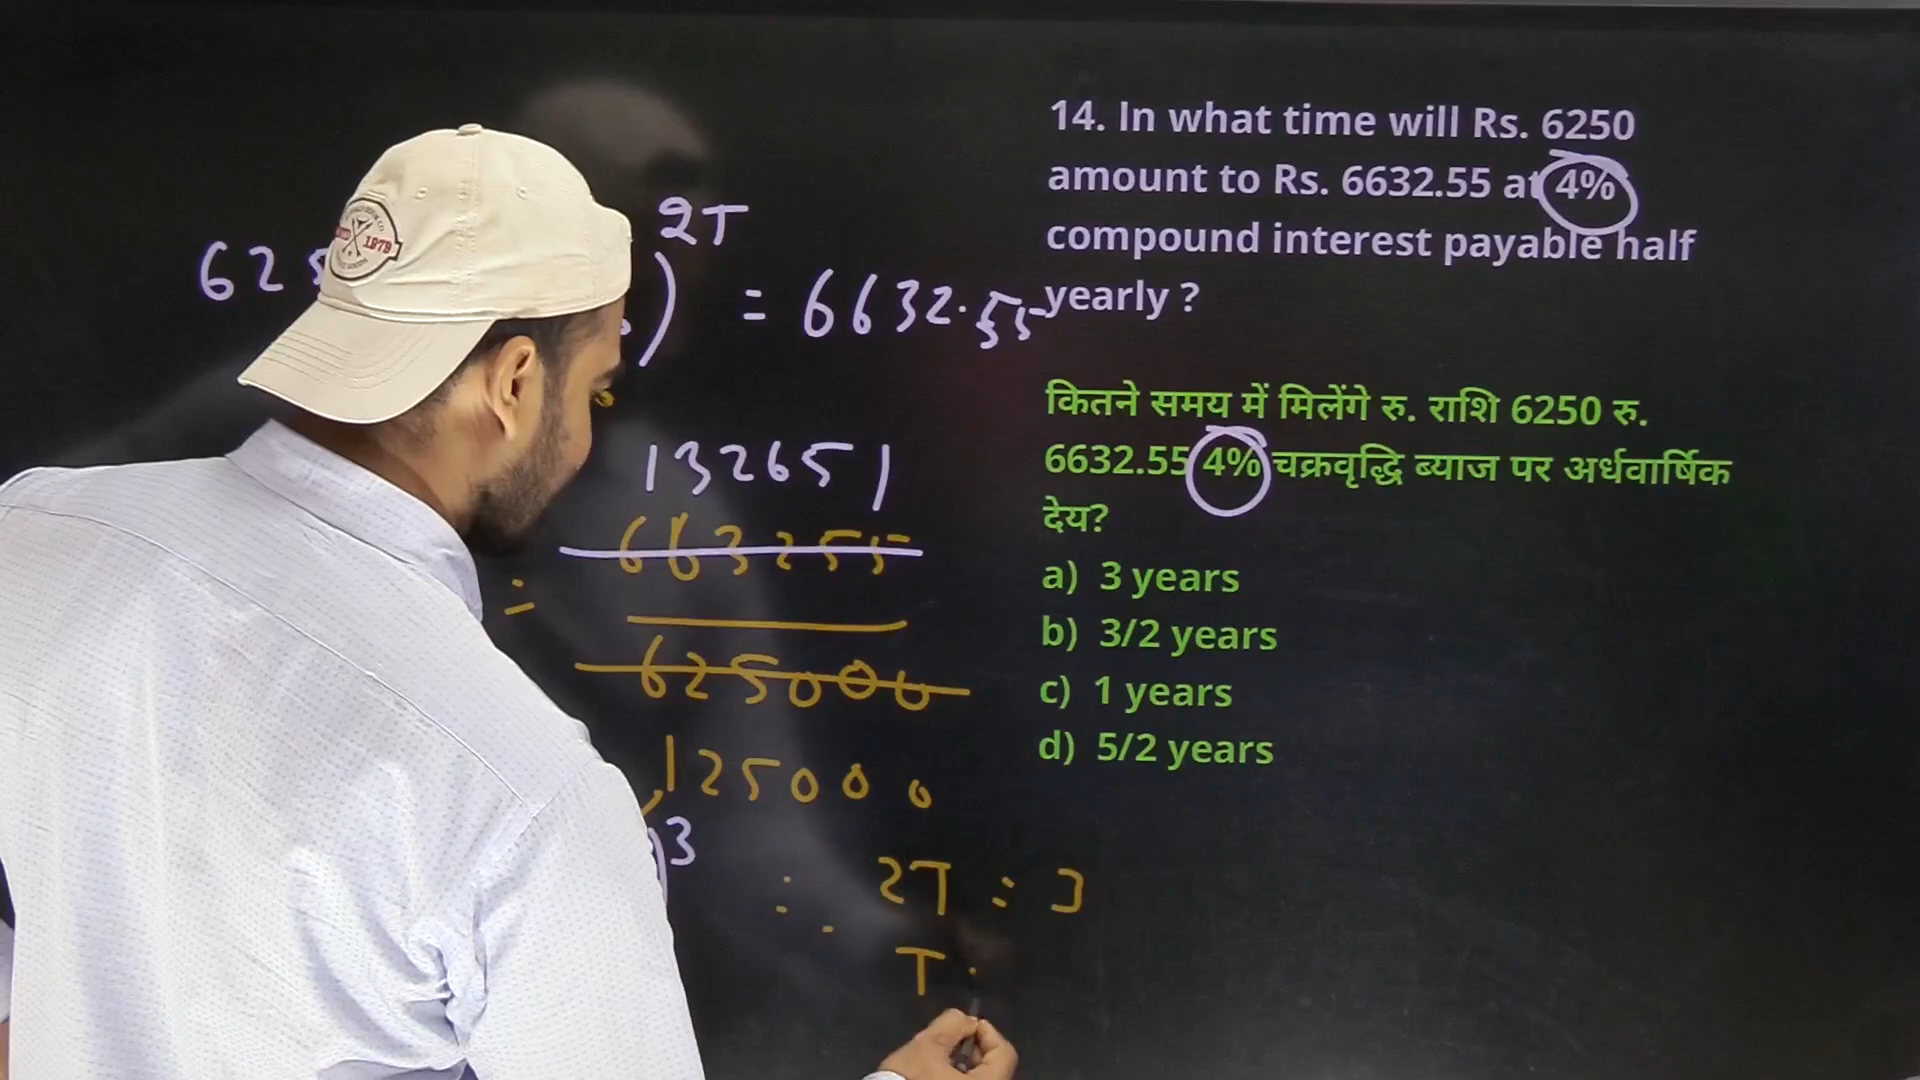 14. In what time will Rs. 6250
amount to Rs. 6632.55 at 4%
compound interest payable half
yearly ?
कितने समय में मिलेंगे रु. राशि 6250 रु.
6632.55 4% चक्रवृद्धि ब्याज पर अर्धवार्षिक
देय?
a) 3 years
b) 3/2 years
c) 1 years
d) 5/2 years
2T
625 ) = 6632.55
132651
= 663255
625000
125000
3
2T = 3
T
1979